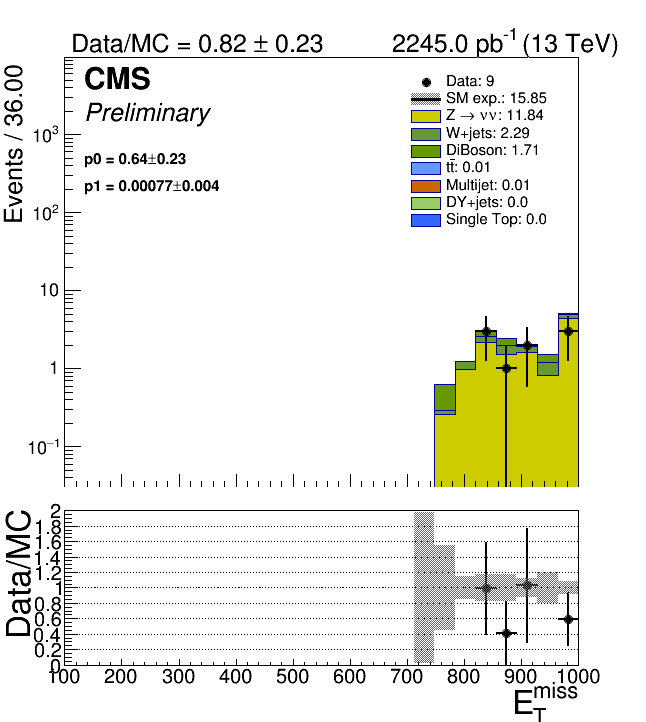 Data/MC = 0.82 ± 0.23 2245.0 pb⁻¹ (13 TeV)
CMS
Preliminary
p0 = 0.64±0.23
p1 = 0.00077±0.004
Data: 9
SM exp.: 15.85
Z → νν: 11.84
W+jets: 2.29
DiBoson: 1.71
tt̄: 0.01
Multijet: 0.01
DY+jets: 0.0
Single Top: 0.0
Events / 36.00
10³
10²
10
1
10⁻¹
Data/MC
2
1.8
1.6
1.4
1.2
1
0.8
0.6
0.4
0.2
0
100 200 300 400 500 600 700 800 900 1000
E_T^miss